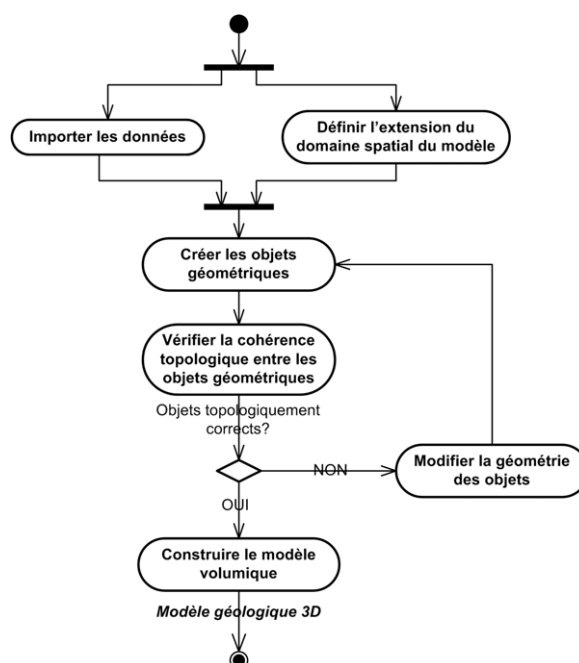 Importer les données
Définir l'extension du
domaine spatial du modèle
Créer les objets
géométriques
Vérifier la cohérence
topologique entre les
objets géométriques
Objets topologiquement
corrects?
NON
Modifier la géométrie
des objets
OUI
Construire le modèle
volumique
Modèle géologique 3D